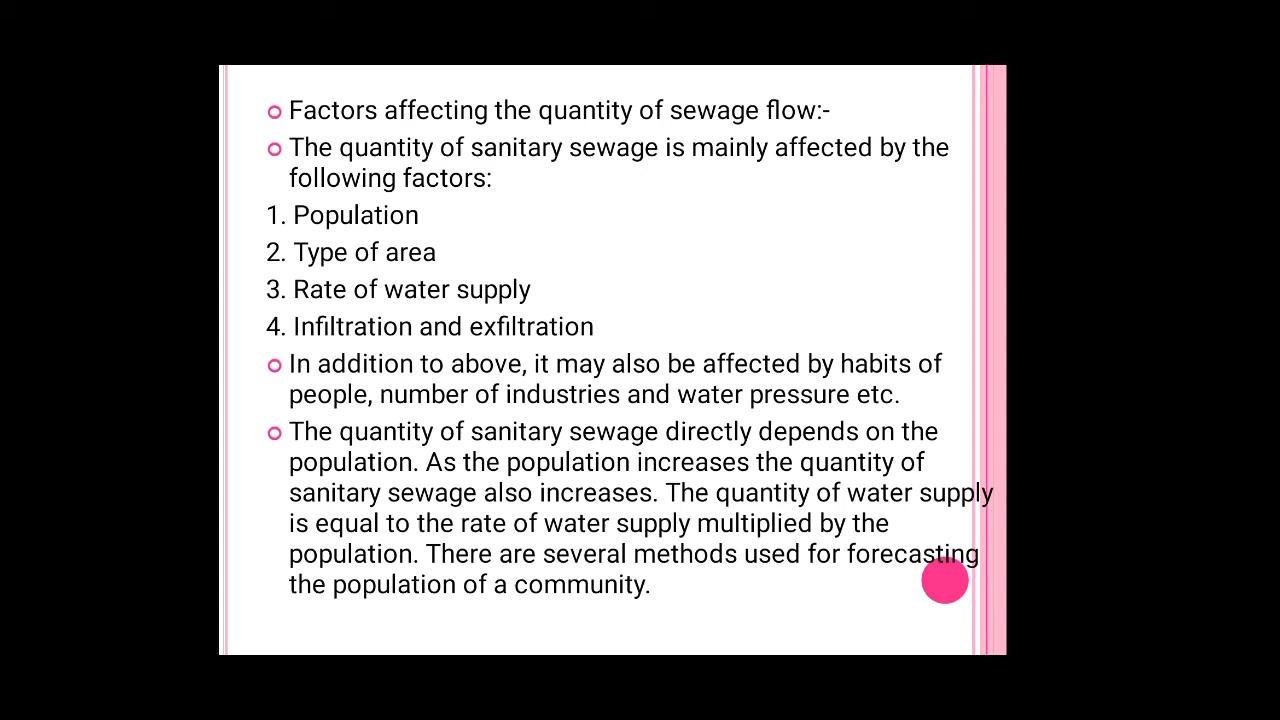 Factors affecting the quantity of sewage flow:-
The quantity of sanitary sewage is mainly affected by the
following factors:
1. Population
2. Type of area
3. Rate of water supply
4. Infiltration and exfiltration
In addition to above, it may also be affected by habits of
people, number of industries and water pressure etc.
The quantity of sanitary sewage directly depends on the
population. As the population increases the quantity of
sanitary sewage also increases. The quantity of water supply
is equal to the rate of water supply multiplied by the
population. There are several methods used for forecasting
the population of a community.